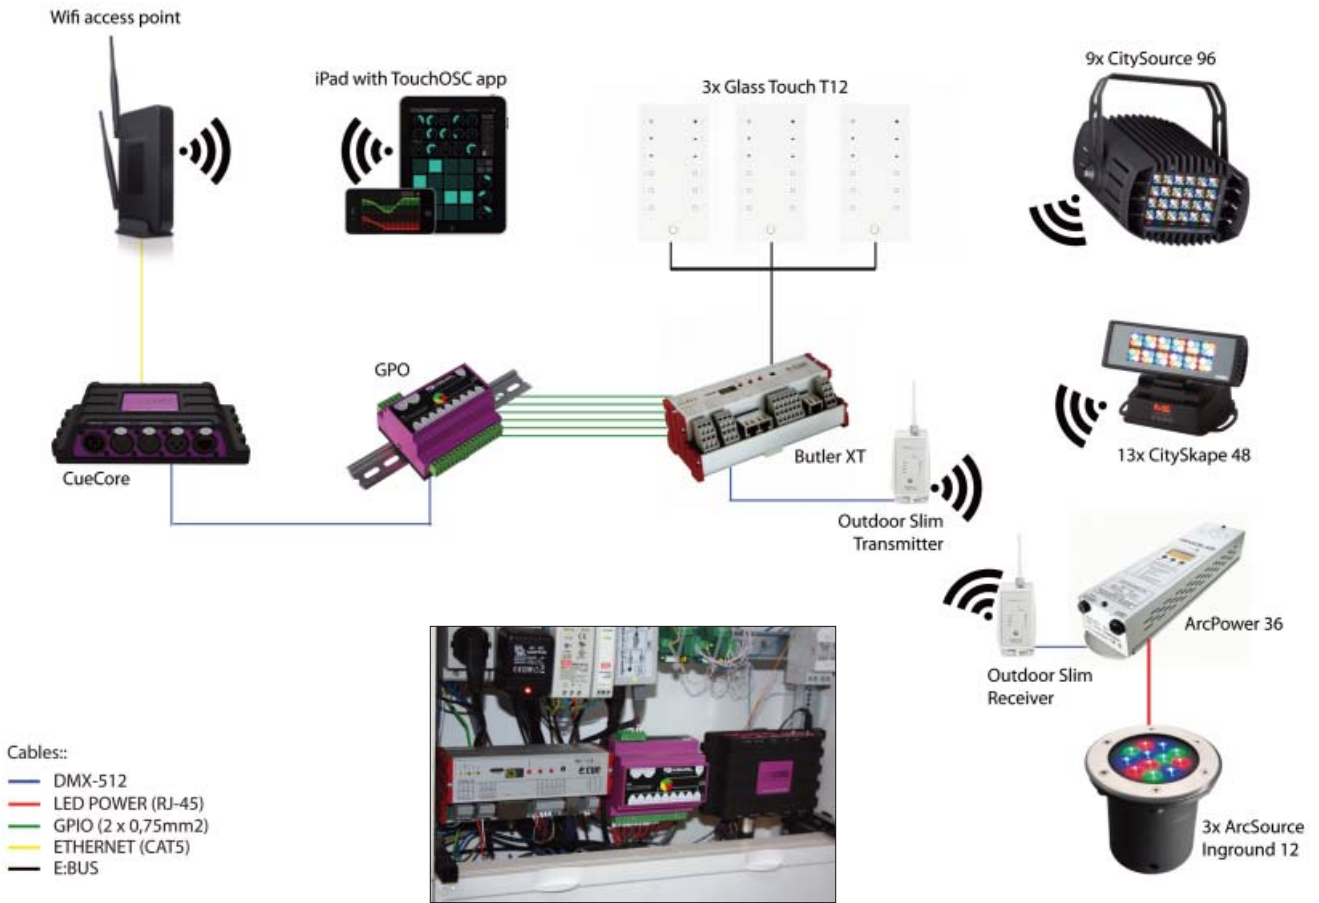 Wifi access point
iPad with TouchOSC app
3x Glass Touch T12
9x CitySource 96
GPO
CueCore
Butler XT
13x CitySkape 48
Outdoor Slim
Transmitter
ArcPower 36
Outdoor Slim
Receiver
3x ArcSource
Inground 12
Cables::
DMX-512
LED POWER (RJ-45)
GPIO (2 x 0,75mm2)
ETHERNET (CAT5)
E:BUS